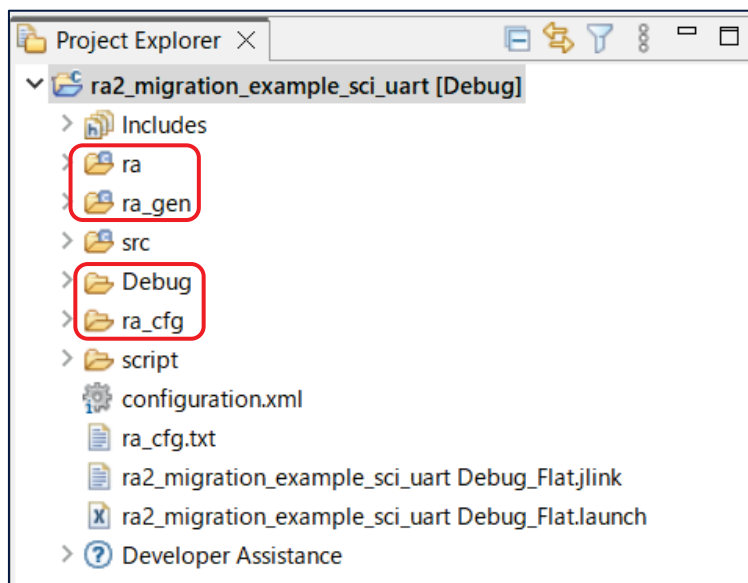 Project Explorer
ra2_migration_example_sci_uart [Debug]
Includes
ra
ra_gen
src
Debug
ra_cfg
script
configuration.xml
ra_cfg.txt
ra2_migration_example_sci_uart Debug_Flat.jlink
ra2_migration_example_sci_uart Debug_Flat.launch
Developer Assistance